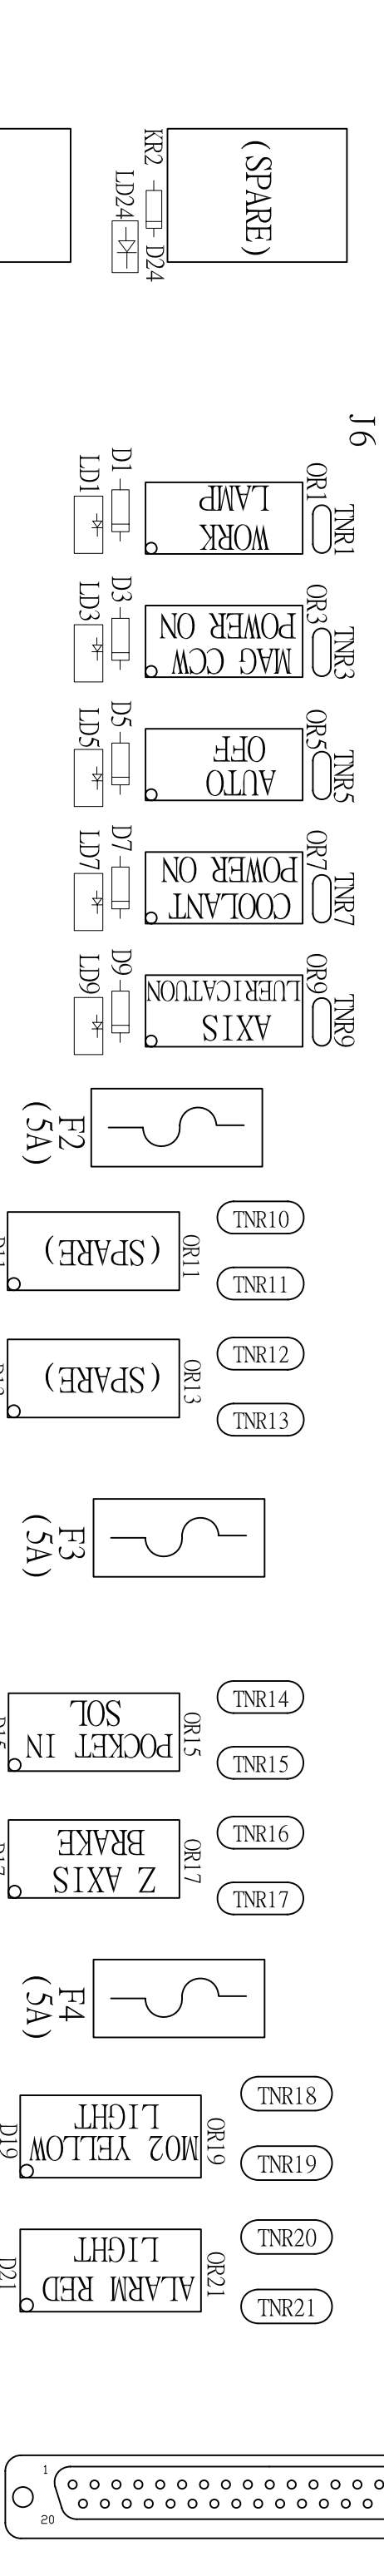 KR2
(SPARE)
LD24
D24
J6
D1
LD1
WORK
LAMP
OR1
TNR1
D3
LD3
MAG CCW
POWER ON
OR3
TNR3
D5
LD5
AUTO
OFF
OR5
TNR5
D7
LD7
COOLANT
POWER ON
OR7
TNR7
D9
LD9
AXIS
LUERICATUON
OR9
TNR9
F2
(5A)
TNR10
(SPARE)
OR11
TNR11
TNR12
(SPARE)
OR13
TNR13
F3
(5A)
TNR14
POCKET IN
SOL
OR15
TNR15
TNR16
Z AXIS
BRAKE
OR17
TNR17
F4
(5A)
TNR18
M02 YELLOW
LIGHT
OR19
D19
TNR19
TNR20
ALARM RED
LIGHT
OR21
D21
TNR21
1
20